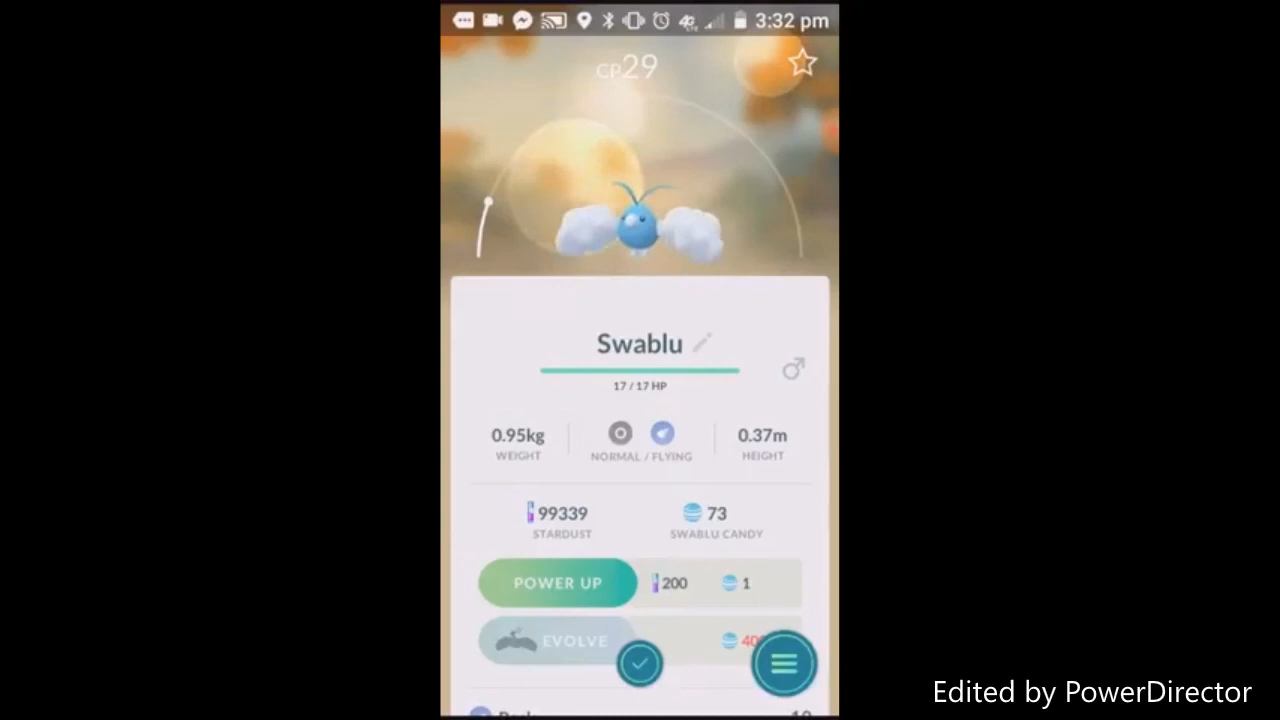 3:32 pm
CP29
Swablu
17 / 17 HP
0.95kg
WEIGHT
NORMAL / FLYING
0.37m
HEIGHT
99339
STARDUST
73
SWABLU CANDY
POWER UP 200 1
EVOLVE
Edited by PowerDirector